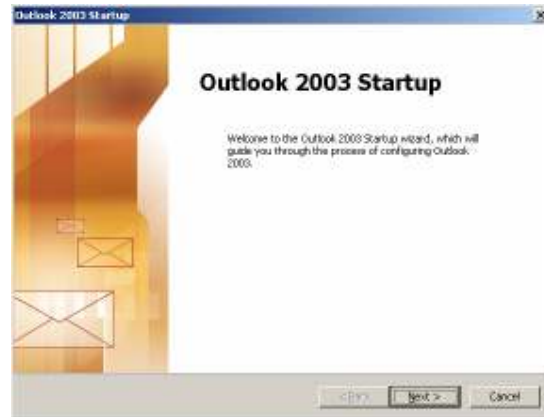 Outlook 2003 Startup
Outlook 2003 Startup
Welcome to the Outlook 2003 Startup wizard, which will
guide you through the process of configuring Outlook
2003.
< Back Next > Cancel